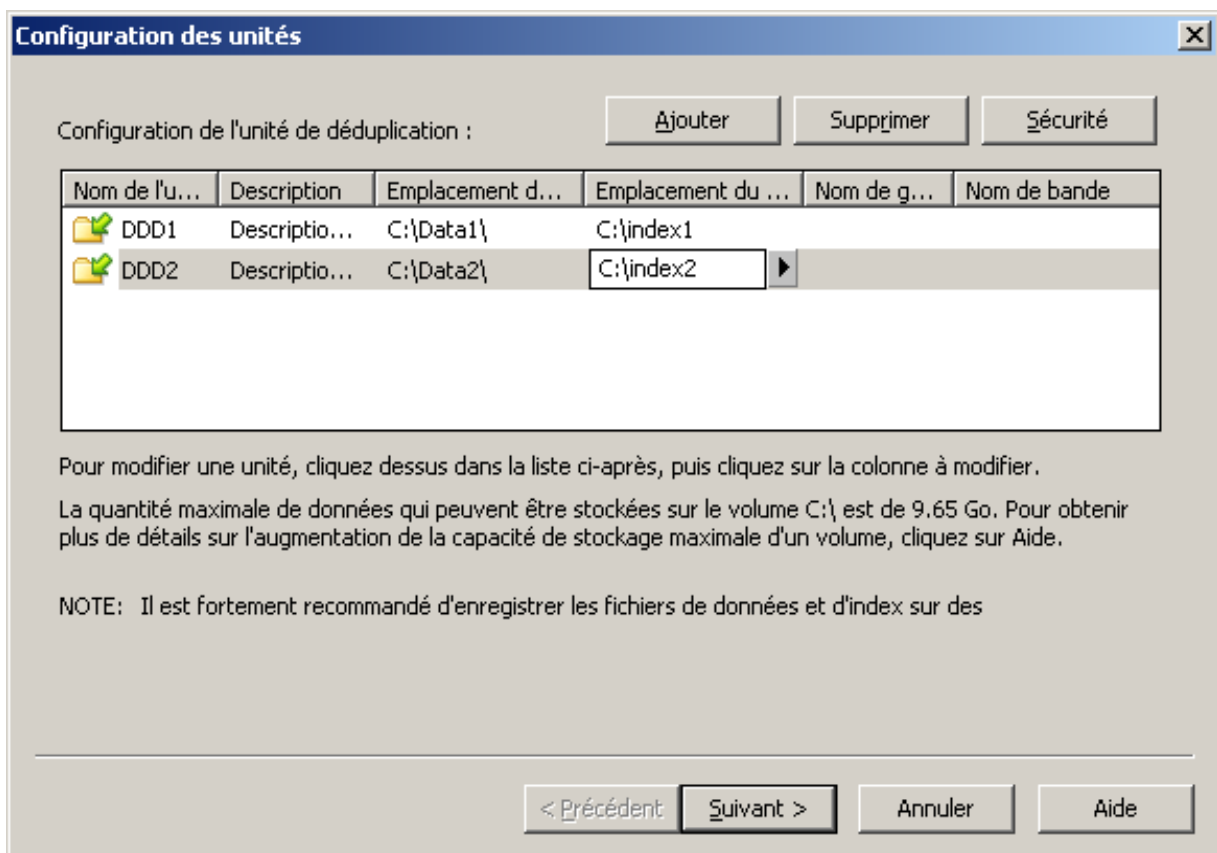 Configuration des unités
Configuration de l'unité de déduplication :
Ajouter
Supprimer
Sécurité
Nom de l'u... Description Emplacement d... Emplacement du ... Nom de g... Nom de bande
DDD1 Descriptio... C:\Data1\ C:\index1
DDD2 Descriptio... C:\Data2\ C:\index2
Pour modifier une unité, cliquez dessus dans la liste ci-après, puis cliquez sur la colonne à modifier.
La quantité maximale de données qui peuvent être stockées sur le volume C:\ est de 9.65 Go. Pour obtenir
plus de détails sur l'augmentation de la capacité de stockage maximale d'un volume, cliquez sur Aide.
NOTE: Il est fortement recommandé d'enregistrer les fichiers de données et d'index sur des
< Précédent
Suivant >
Annuler
Aide